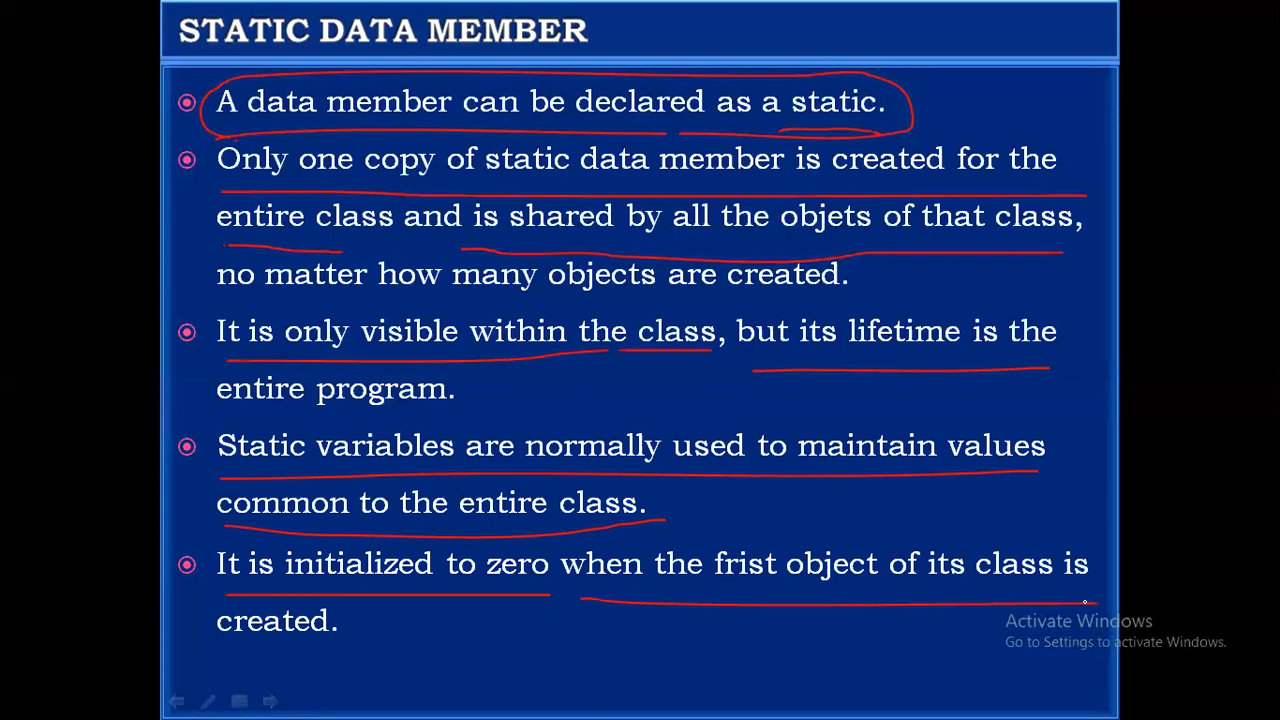 STATIC DATA MEMBER
A data member can be declared as a static.
Only one copy of static data member is created for the
entire class and is shared by all the objets of that class,
no matter how many objects are created.
It is only visible within the class, but its lifetime is the
entire program.
Static variables are normally used to maintain values
common to the entire class.
It is initialized to zero when the frist object of its class is
created.
Activate Windows
Go to Settings to activate Windows.